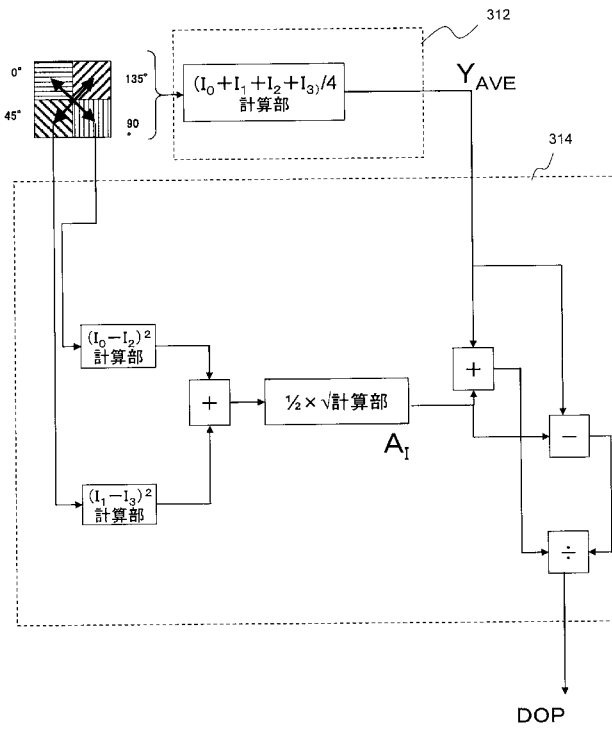 312
0°
135°
45°
90°
(I₀+I₁+I₂+I₃)/4
計算部
Y_AVE
314
(I₀−I₂)²
計算部
+
½×√計算部
A_I
(I₁−I₃)²
計算部
+
−
÷
DOP